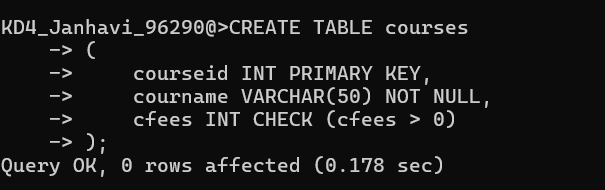 KD4_Janhavi_96290@>CREATE TABLE courses
    -> (
    ->     courseid INT PRIMARY KEY,
    ->     courname VARCHAR(50) NOT NULL,
    ->     cfees INT CHECK (cfees > 0)
    -> );
Query OK, 0 rows affected (0.178 sec)